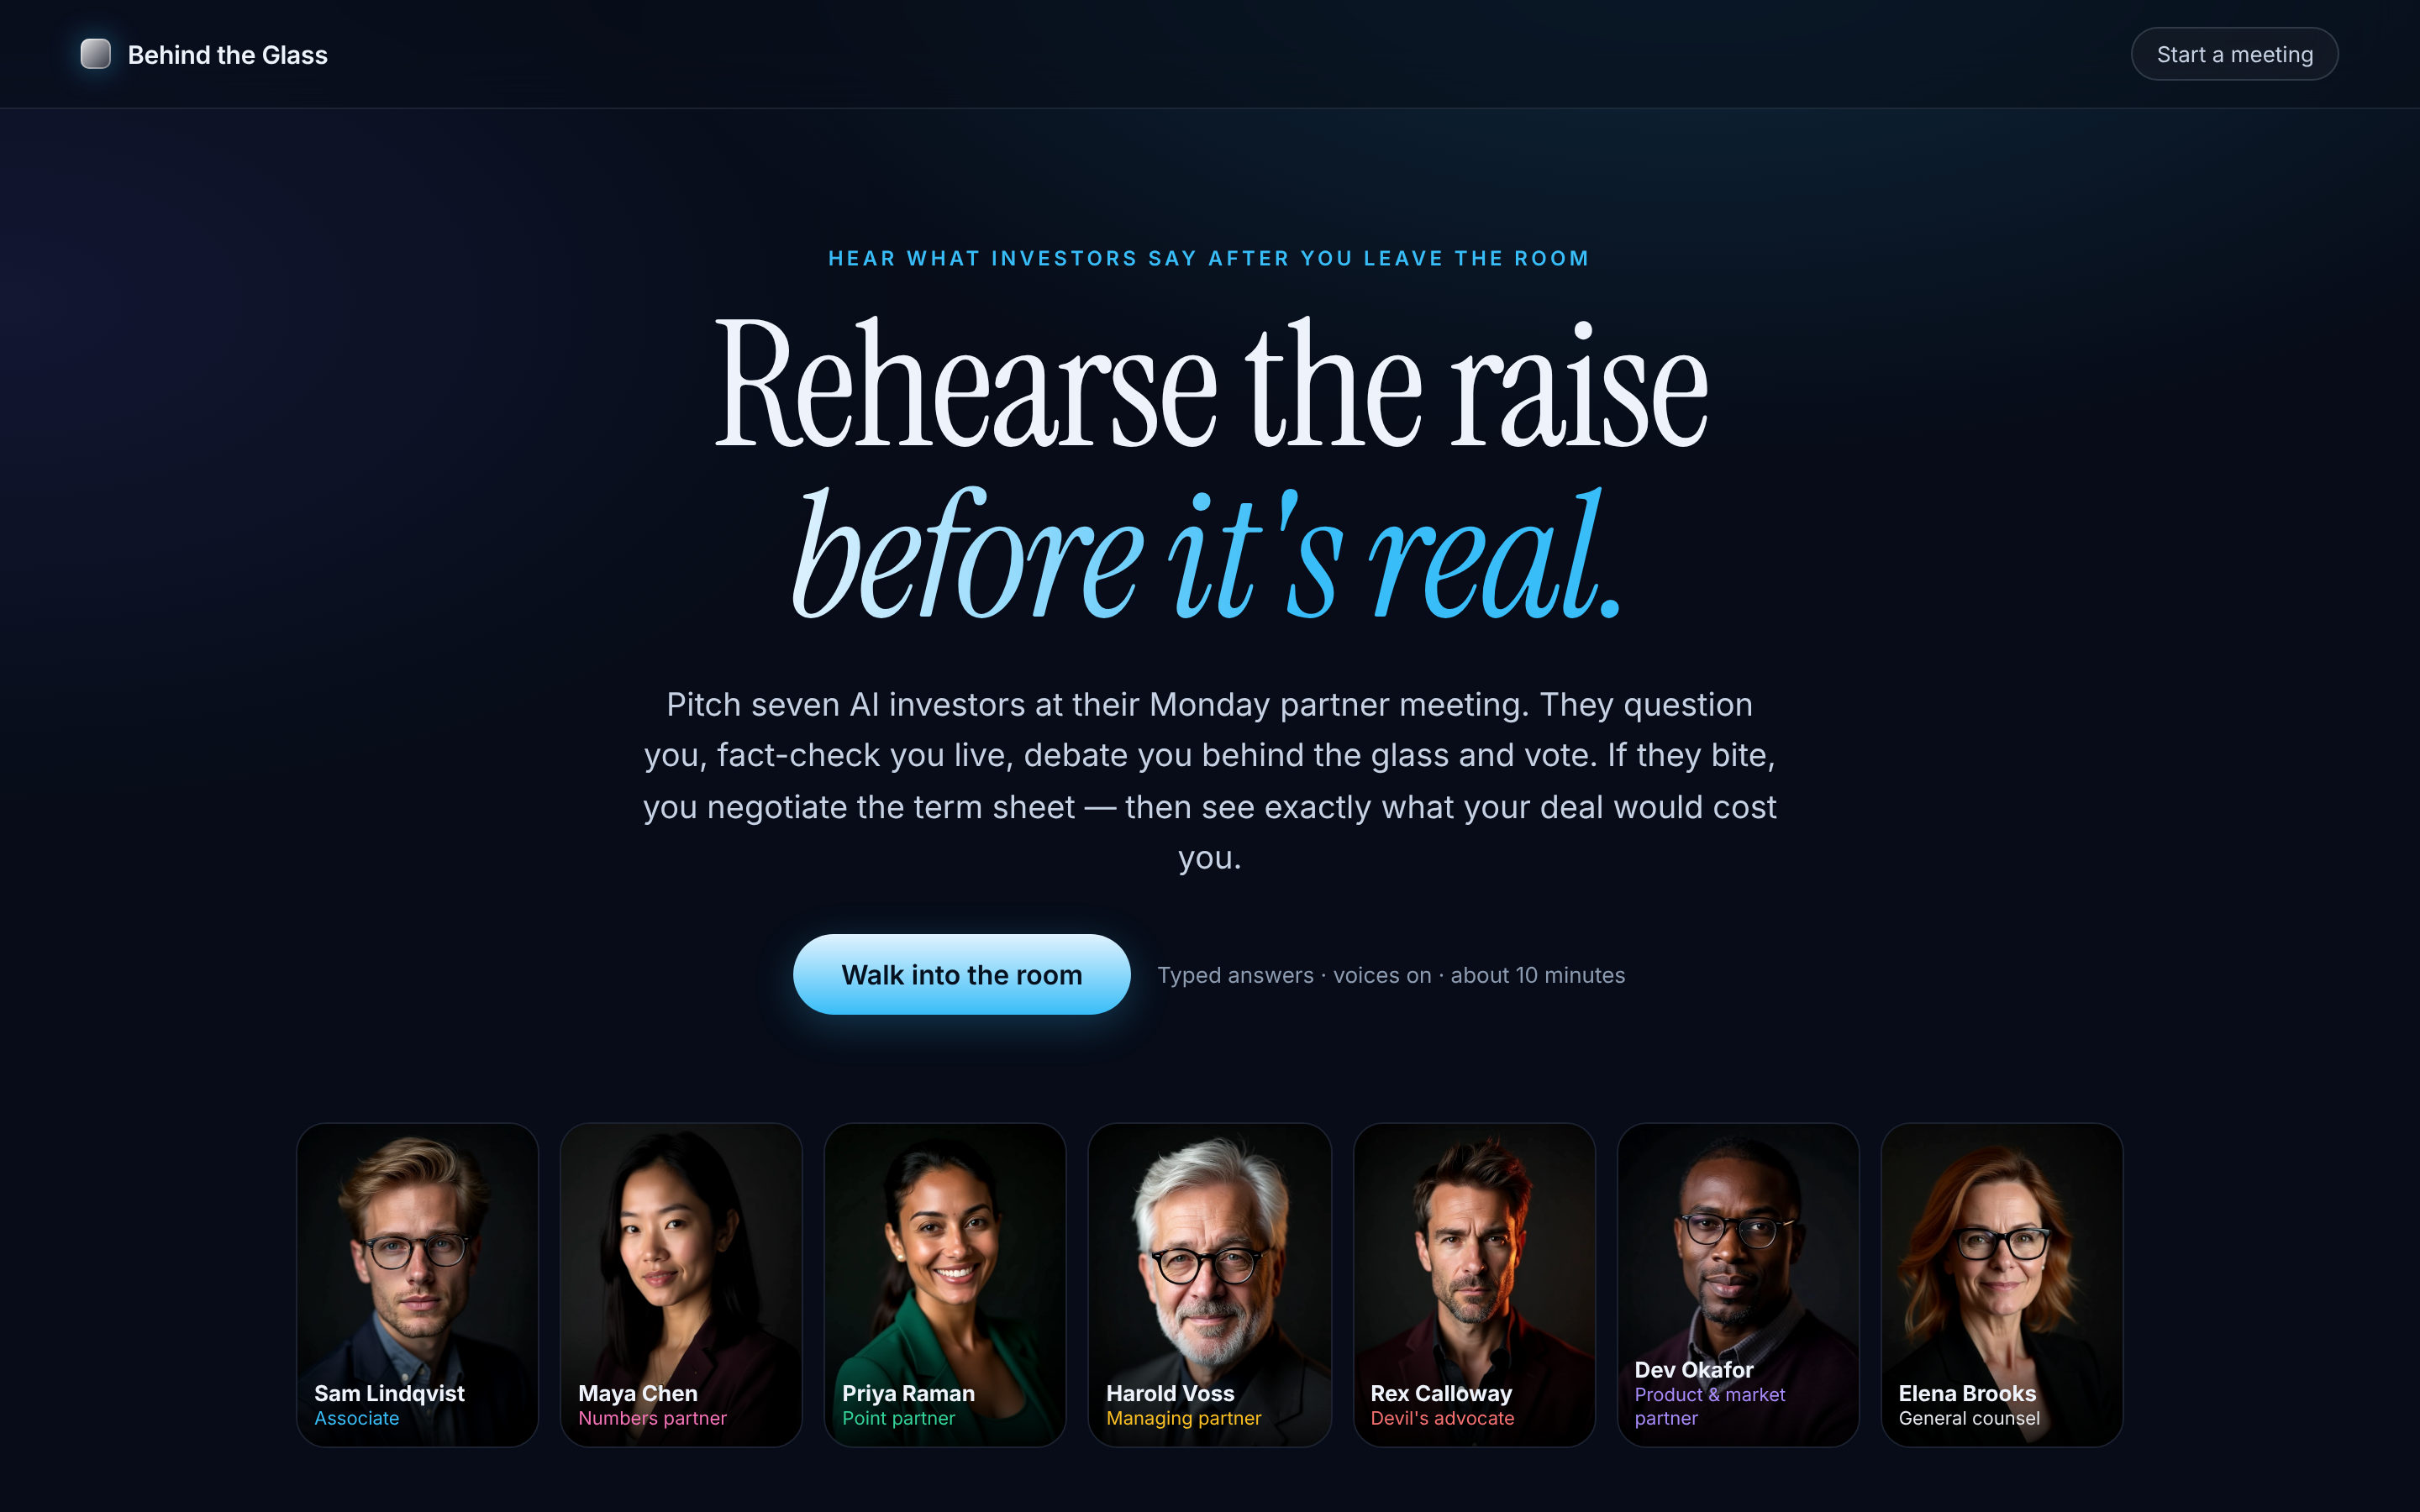 Behind the Glass
Start a meeting
HEAR WHAT INVESTORS SAY AFTER YOU LEAVE THE ROOM
Rehearse the raise
before it's real.
Pitch seven AI investors at their Monday partner meeting. They question
you, fact-check you live, debate you behind the glass and vote. If they bite,
you negotiate the term sheet — then see exactly what your deal would cost
you.
Walk into the room
Typed answers · voices on · about 10 minutes
Sam Lindqvist
Associate
Maya Chen
Numbers partner
Priya Raman
Point partner
Harold Voss
Managing partner
Rex Calloway
Devil's advocate
Dev Okafor
Product & market
partner
Elena Brooks
General counsel